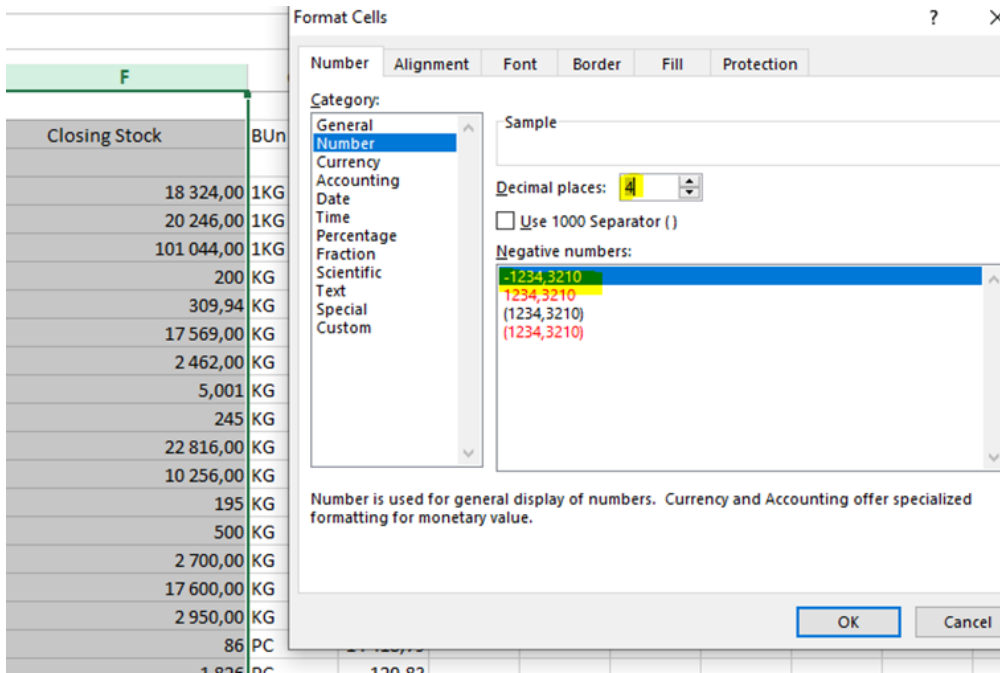 Format Cells
? X
Number Alignment Font Border Fill Protection
F
Category:
General
Number
Currency
Accounting
Date
Time
Percentage
Fraction
Scientific
Text
Special
Custom
Sample
Decimal places: 4
Use 1000 Separator ( )
Negative numbers:
-1234,3210
1234,3210
(1234,3210)
(1234,3210)
Number is used for general display of numbers. Currency and Accounting offer specialized
formatting for monetary value.
OK Cancel
Closing Stock BUn
18 324,00 1KG
20 246,00 1KG
101 044,00 1KG
200 KG
309,94 KG
17 569,00 KG
2 462,00 KG
5,001 KG
245 KG
22 816,00 KG
10 256,00 KG
195 KG
500 KG
2 700,00 KG
17 600,00 KG
2 950,00 KG
86 PC